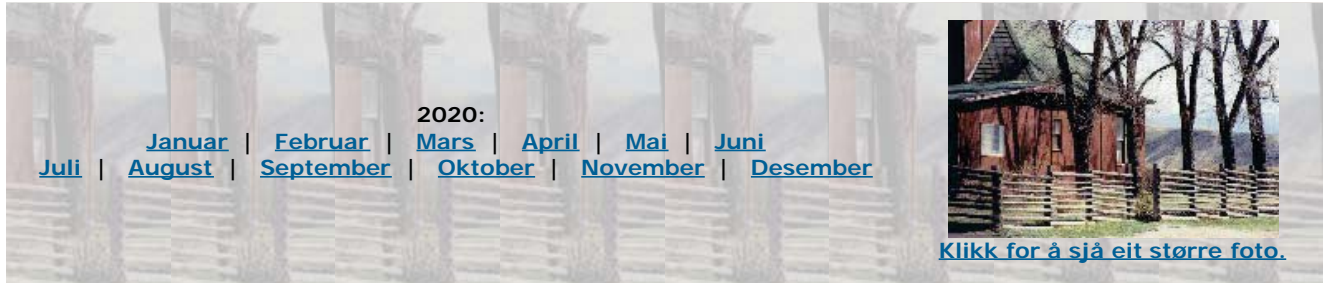 2020:
Januar | Februar | Mars | April | Mai | Juni
Juli | August | September | Oktober | November | Desember
Klikk for å sjå eit større foto.